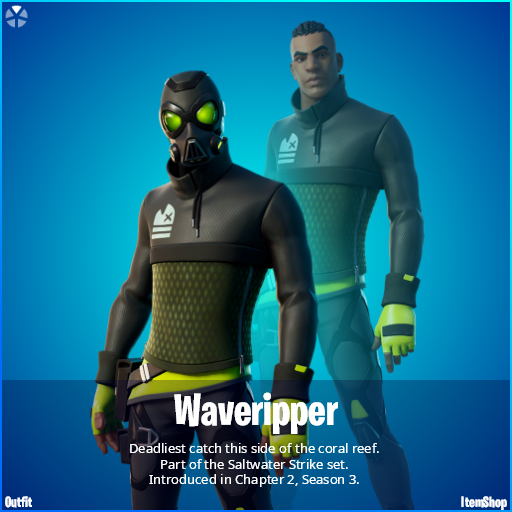 Waveripper
Deadliest catch this side of the coral reef.
Part of the Saltwater Strike set.
Introduced in Chapter 2, Season 3.
Outfit
ItemShop